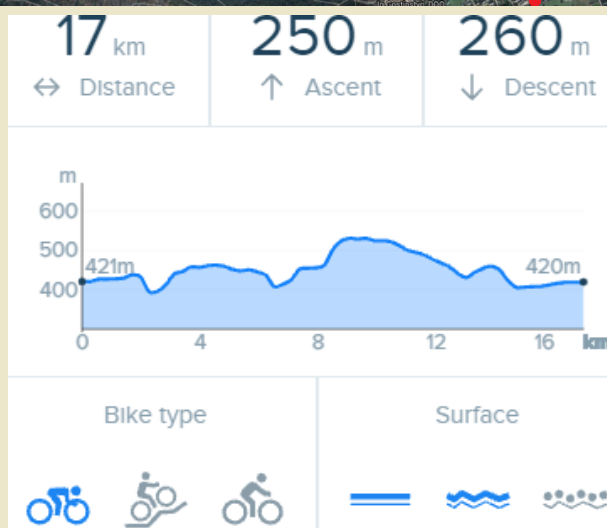 17 km 250 m 260 m
Distance Ascent Descent
m
600
500
421m 420m
400
0 4 8 12 16 km
Bike type Surface